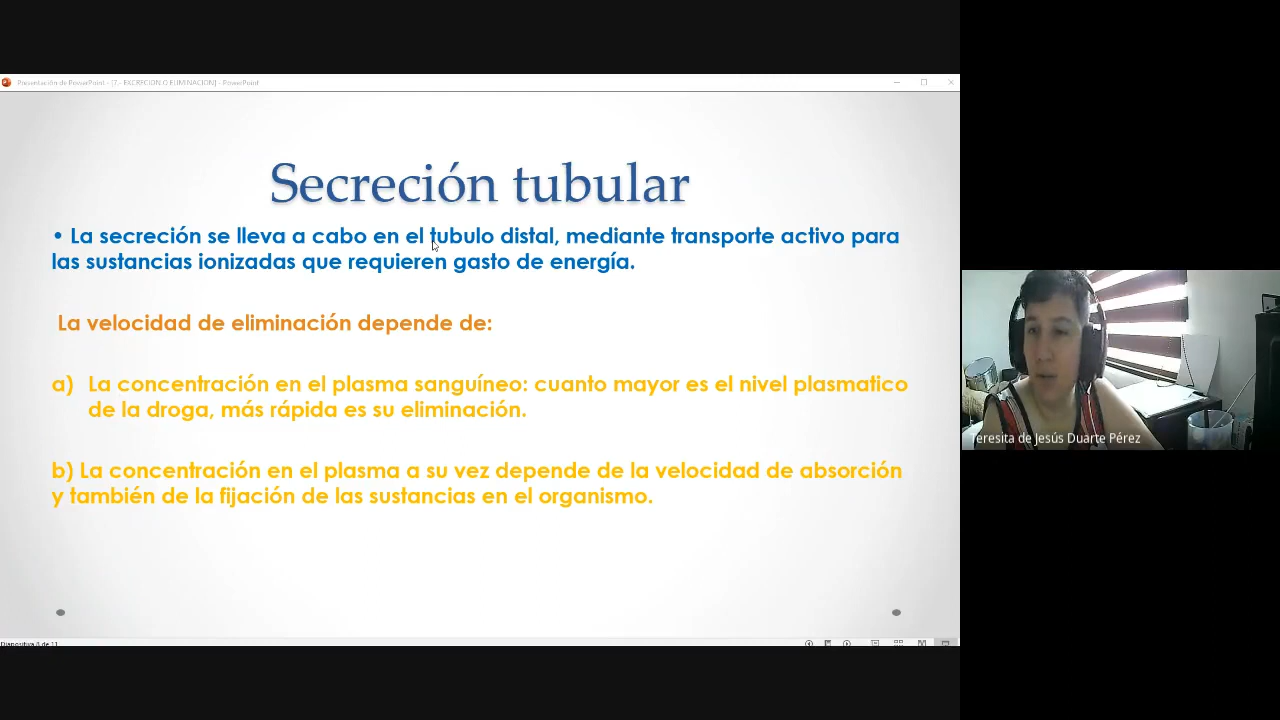 Presentación de PowerPoint - [7.- EXCRECION O ELIMINACION] - PowerPoint
Secreción tubular
• La secreción se lleva a cabo en el tubulo distal, mediante transporte activo para
las sustancias ionizadas que requieren gasto de energía.
La velocidad de eliminación depende de:
a) La concentración en el plasma sanguíneo: cuanto mayor es el nivel plasmatico
de la droga, más rápida es su eliminación.
b) La concentración en el plasma a su vez depende de la velocidad de absorción
y también de la fijación de las sustancias en el organismo.
Teresita de Jesús Duarte Pérez